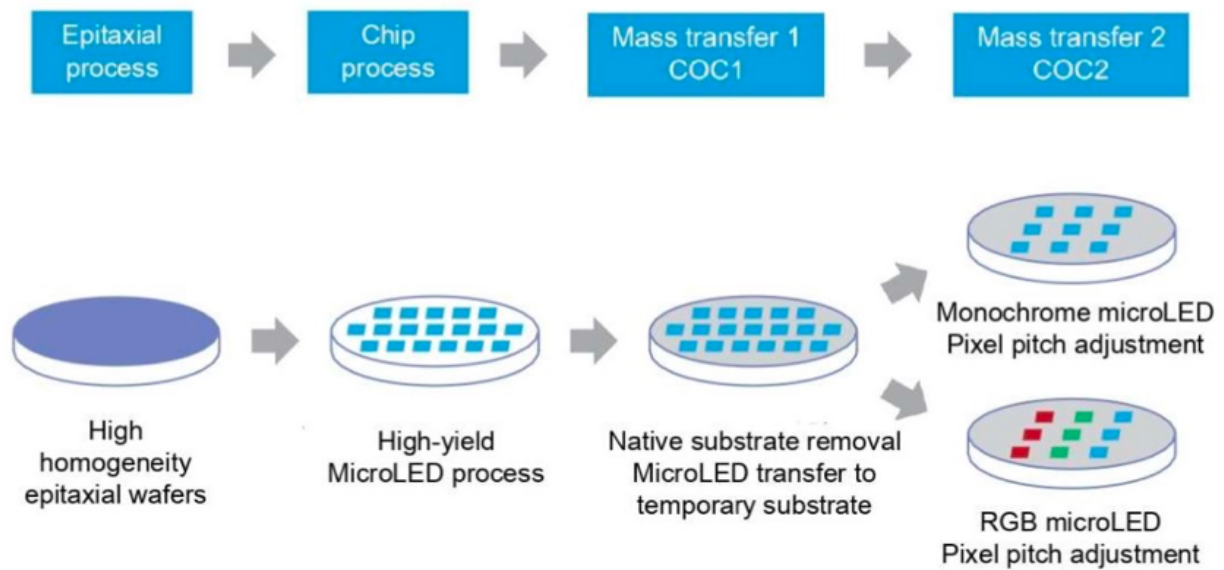 Epitaxial
process
Chip
process
Mass transfer 1
COC1
Mass transfer 2
COC2
High
homogeneity
epitaxial wafers
High-yield
MicroLED process
Native substrate removal
MicroLED transfer to
temporary substrate
Monochrome microLED
Pixel pitch adjustment
RGB microLED
Pixel pitch adjustment